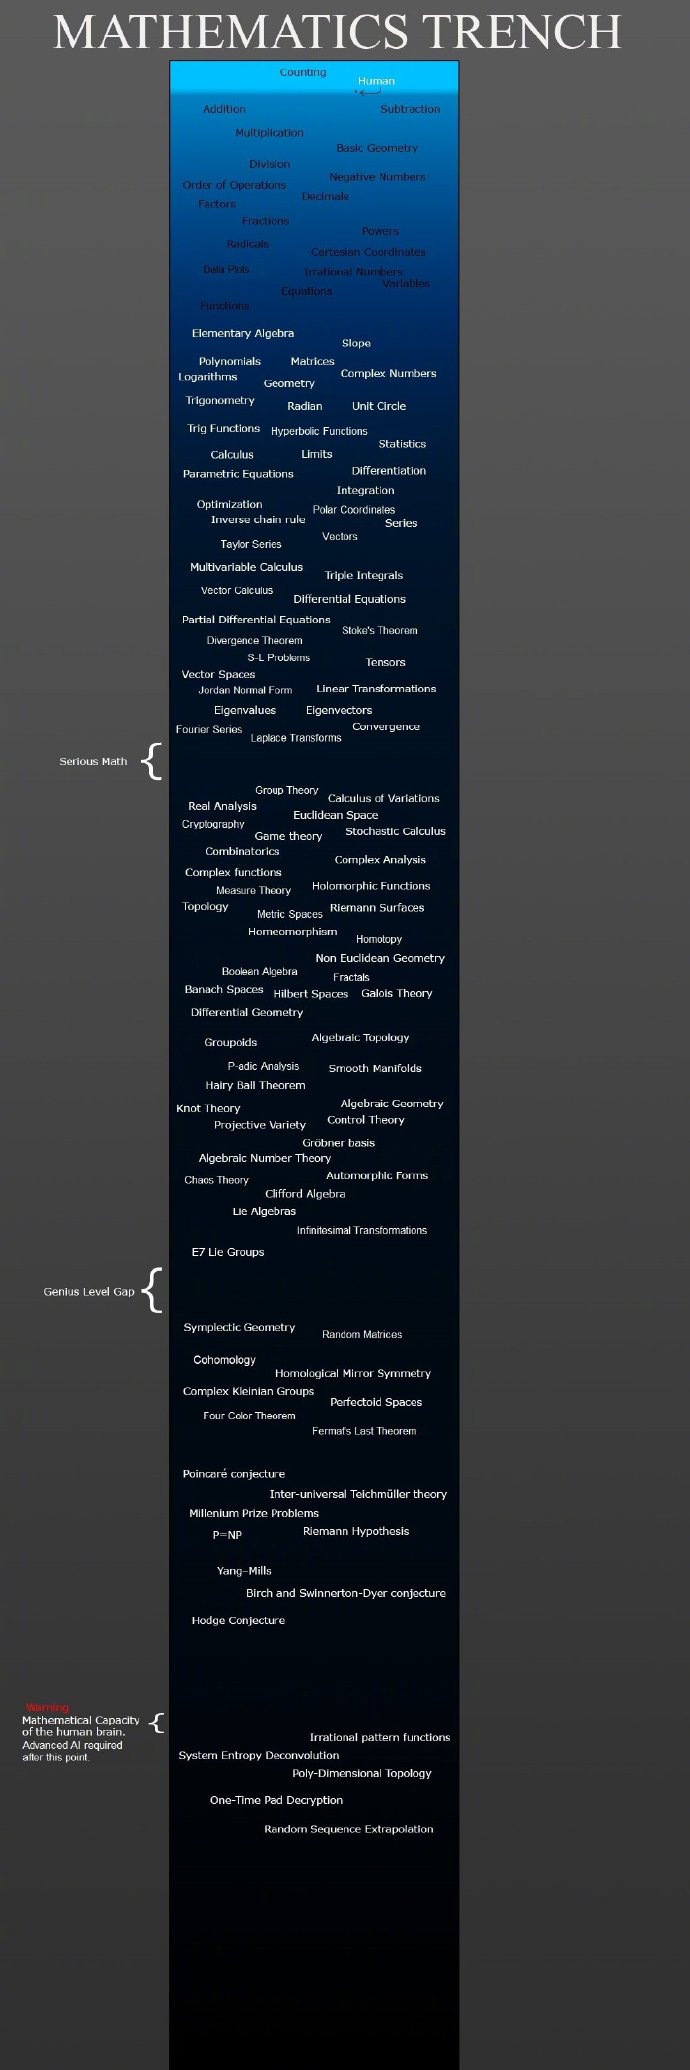 MATHEMATICS TRENCH
Counting
Human
Addition
Subtraction
Multiplication
Basic Geometry
Division
Negative Numbers
Order of Operations
Decimals
Factors
Fractions
Powers
Radicals
Cartesian Coordinates
Data Plots
Irrational Numbers
Variables
Equations
Functions
Elementary Algebra
Slope
Polynomials
Matrices
Logarithms
Complex Numbers
Geometry
Trigonometry
Radian
Unit Circle
Trig Functions
Hyperbolic Functions
Statistics
Calculus
Limits
Parametric Equations
Differentiation
Integration
Optimization
Polar Coordinates
Inverse chain rule
Series
Vectors
Taylor Series
Multivariable Calculus
Triple Integrals
Vector Calculus
Differential Equations
Partial Differential Equations
Stoke's Theorem
Divergence Theorem
S-L Problems
Tensors
Vector Spaces
Jordan Normal Form
Linear Transformations
Eigenvalues
Eigenvectors
Fourier Series
Convergence
Laplace Transforms
Serious Math
Group Theory
Calculus of Variations
Real Analysis
Euclidean Space
Cryptography
Stochastic Calculus
Game theory
Combinatorics
Complex Analysis
Complex functions
Measure Theory
Holomorphic Functions
Topology
Riemann Surfaces
Metric Spaces
Homeomorphism
Homotopy
Non Euclidean Geometry
Boolean Algebra
Fractals
Banach Spaces
Hilbert Spaces
Galois Theory
Differential Geometry
Groupoids
Algebraic Topology
P-adic Analysis
Smooth Manifolds
Hairy Ball Theorem
Knot Theory
Algebraic Geometry
Projective Variety
Control Theory
Gröbner basis
Algebraic Number Theory
Chaos Theory
Automorphic Forms
Clifford Algebra
Lie Algebras
Infinitesimal Transformations
E7 Lie Groups
Genius Level Gap
Symplectic Geometry
Random Matrices
Cohomology
Homological Mirror Symmetry
Complex Kleinian Groups
Perfectoid Spaces
Four Color Theorem
Fermat's Last Theorem
Poincaré conjecture
Inter-universal Teichmüller theory
Millenium Prize Problems
P=NP
Riemann Hypothesis
Yang–Mills
Birch and Swinnerton-Dyer conjecture
Hodge Conjecture
Warning
Mathematical Capacity
of the human brain.
Advanced AI required
after this point.
Irrational pattern functions
System Entropy Deconvolution
Poly-Dimensional Topology
One-Time Pad Decryption
Random Sequence Extrapolation